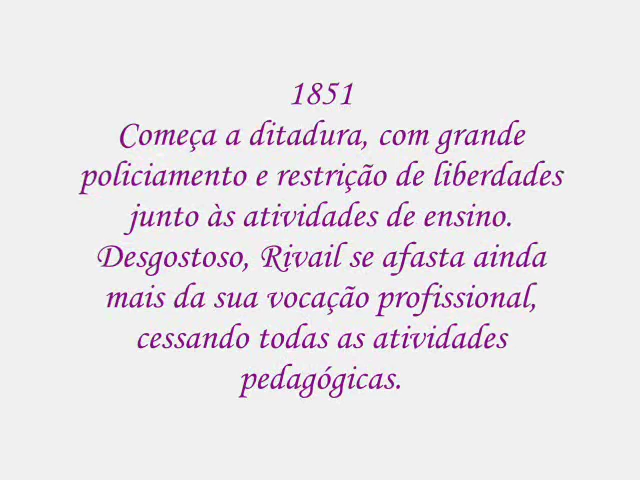 1851
Começa a ditadura, com grande
policiamento e restrição de liberdades
junto às atividades de ensino.
Desgostoso, Rivail se afasta ainda
mais da sua vocação profissional,
cessando todas as atividades
pedagógicas.